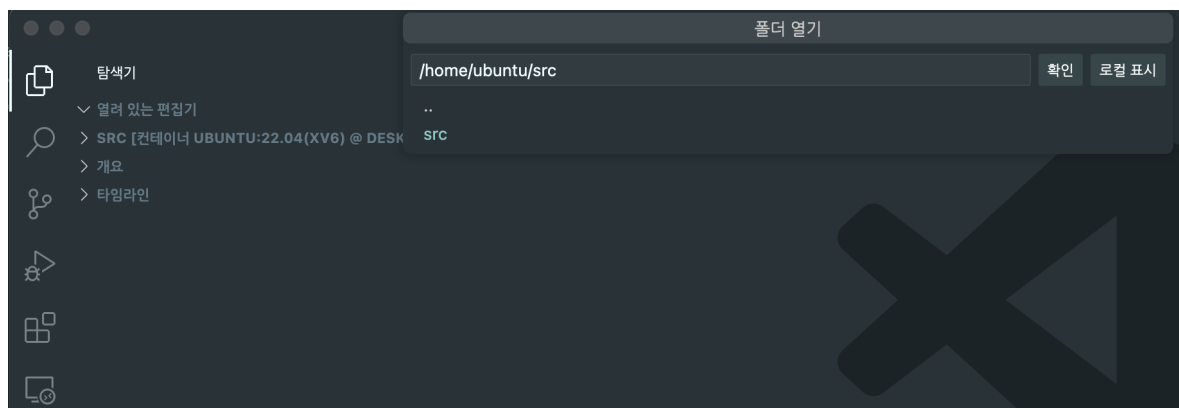 폴더 열기
/home/ubuntu/src
확인
로컬 표시
..
src
탐색기
열려 있는 편집기
SRC [컨테이너 UBUNTU:22.04(XV6) @ DESK
개요
타임라인